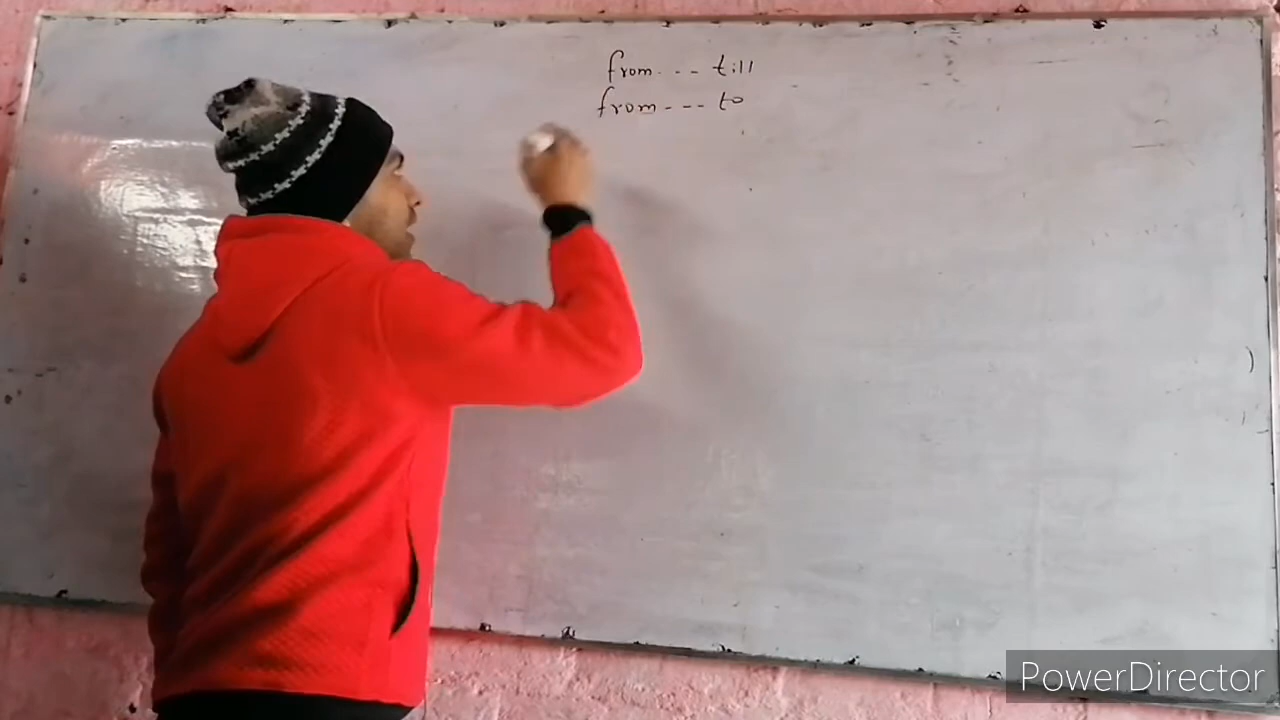 from --- till
from --- to
PowerDirector